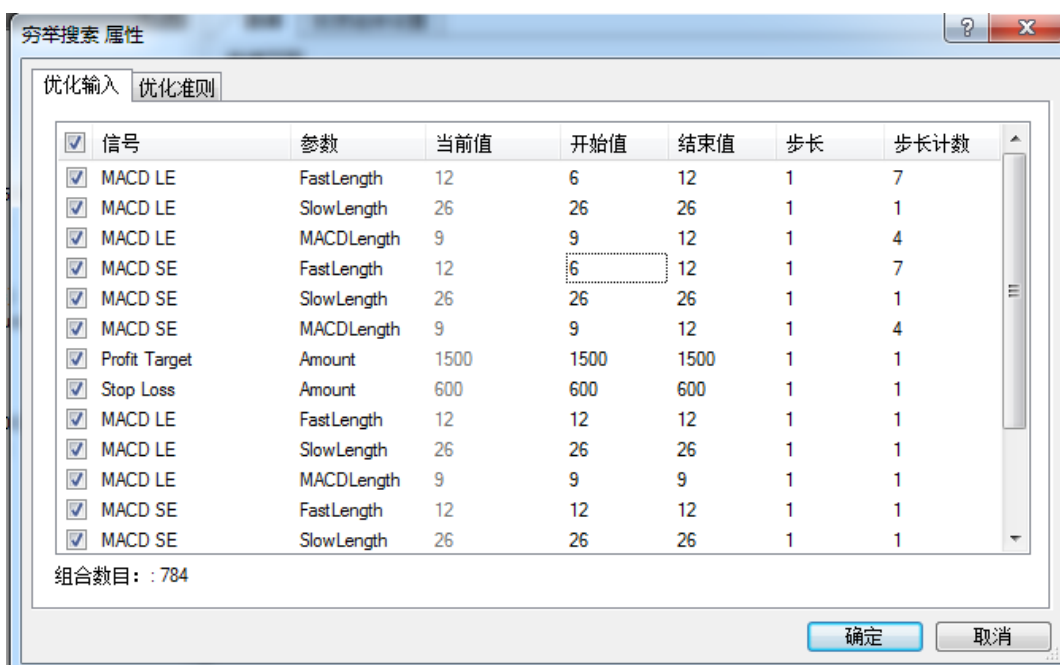 穷举搜索 属性
优化输入 优化准则
信号 参数 当前值 开始值 结束值 步长 步长计数
MACD LE FastLength 12 6 12 1 7
MACD LE SlowLength 26 26 26 1 1
MACD LE MACDLength 9 9 12 1 4
MACD SE FastLength 12 6 12 1 7
MACD SE SlowLength 26 26 26 1 1
MACD SE MACDLength 9 9 12 1 4
Profit Target Amount 1500 1500 1500 1 1
Stop Loss Amount 600 600 600 1 1
MACD LE FastLength 12 12 12 1 1
MACD LE SlowLength 26 26 26 1 1
MACD LE MACDLength 9 9 9 1 1
MACD SE FastLength 12 12 12 1 1
MACD SE SlowLength 26 26 26 1 1
组合数目：: 784
确定 取消